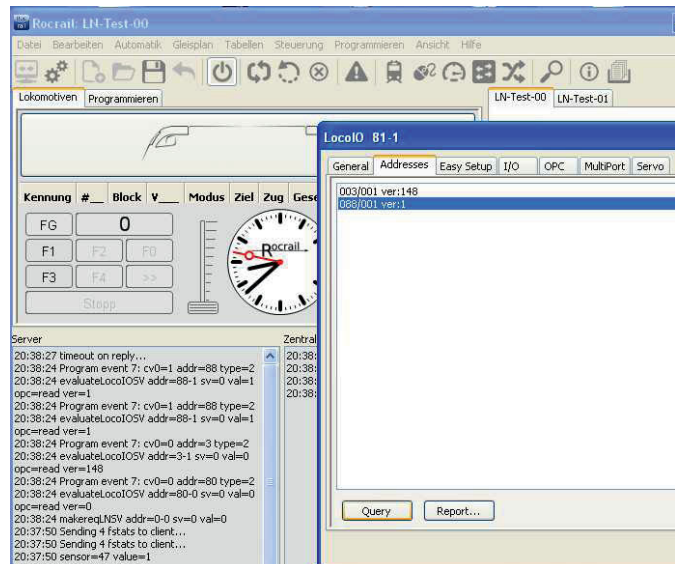 Rocrail: LN-Test-00
Datei Bearbeiten Automatik Gleisplan Tabellen Steuerung Programmieren Ansicht Hilfe
Lokomotiven Programmieren
LN-Test-00 LN-Test-01
Kennung #__ Block V__ Modus Ziel Zug
FG 0
F1 F2 F0
F3 F4 >>
Stopp
Rocrail
Server
20:38:27 timeout on reply...
20:38:24 Program event 7: cv0=1 addr=88 type=2
20:38:24 evaluateLocoIOSV addr=88-1 sv=0 val=1
opc=read ver=1
20:38:24 Program event 7: cv0=1 addr=88 type=2
20:38:24 evaluateLocoIOSV addr=88-1 sv=0 val=1
opc=read ver=1
20:38:24 Program event 7: cv0=0 addr=3 type=2
20:38:24 evaluateLocoIOSV addr=3-1 sv=0 val=0
opc=read ver=148
20:38:24 Program event 7: cv0=0 addr=80 type=2
20:38:24 evaluateLocoIOSV addr=80-0 sv=0 val=0
opc=read ver=0
20:38:24 makereqLNSV addr=0-0 sv=0 val=0
20:37:50 Sending 4 fstats to client...
20:37:50 Sending 4 fstats to client...
20:37:50 sensor=47 value=1
Zentral
20:38:
20:38:
20:38:
20:38:
LocoIO 81-1
General Addresses Easy Setup I/O OPC MultiPort Servo
003/001 ver:148
088/001 ver:1
Query Report...